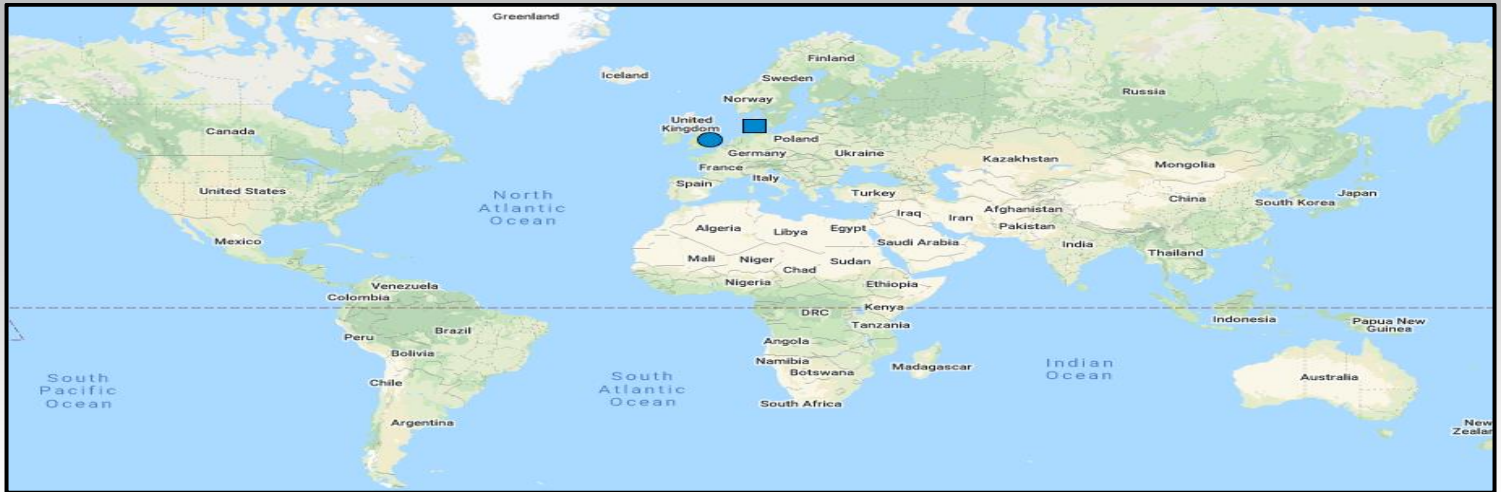 Greenland
Iceland
Finland
Sweden
Norway
Russia
United
Kingdom
Canada
Poland
Germany
Ukraine
France
Kazakhstan
Mongolia
Italy
Spain
United States
North
Atlantic
Ocean
Turkey
Japan
China
South Korea
Iraq
Iran
Afghanistan
Pakistan
Algeria
Libya
Egypt
Saudi Arabia
India
Mexico
Thailand
Mali
Niger
Chad
Sudan
Nigeria
Ethiopia
Venezuela
Colombia
Kenya
DRC
Indonesia
Papua New
Guinea
Tanzania
Brazil
Peru
Angola
Bolivia
Namibia
Botswana
Madagascar
Indian
Ocean
South
Pacific
Ocean
South
Atlantic
Ocean
Chile
Australia
South Africa
Argentina
New
Zealan